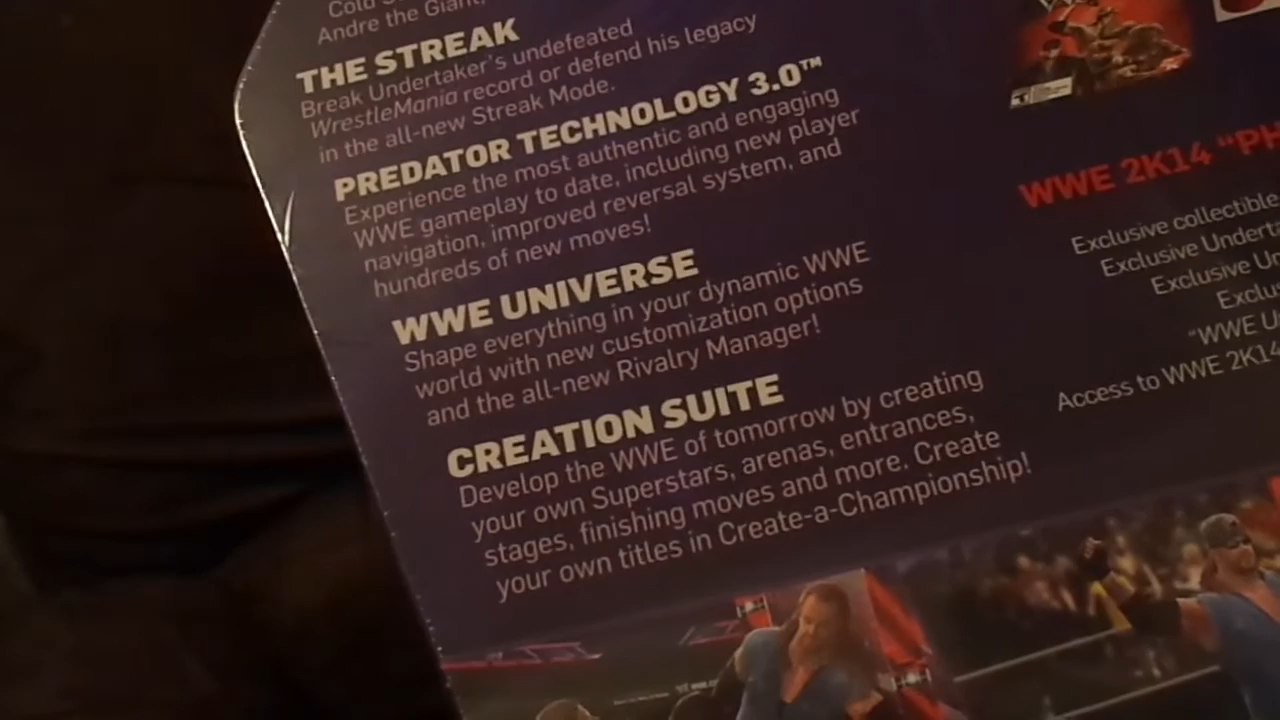 Andre the Giant,
THE STREAK
Break Undertaker's undefeated
WrestleMania record or defend his legacy
in the all-new Streak Mode.
PREDATOR TECHNOLOGY 3.0™
Experience the most authentic and engaging
WWE gameplay to date, including new player
navigation, improved reversal system, and
hundreds of new moves!
WWE UNIVERSE
Shape everything in your dynamic WWE
world with new customization options
and the all-new Rivalry Manager!
CREATION SUITE
Develop the WWE of tomorrow by creating
your own Superstars, arenas, entrances,
stages, finishing moves and more. Create
your own titles in Create-a-Championship!
WWE 2K14 "PH
Exclusive collectible
Exclusive Underta
Exclusive Un
Exclu
"WWE U
Access to WWE 2K14